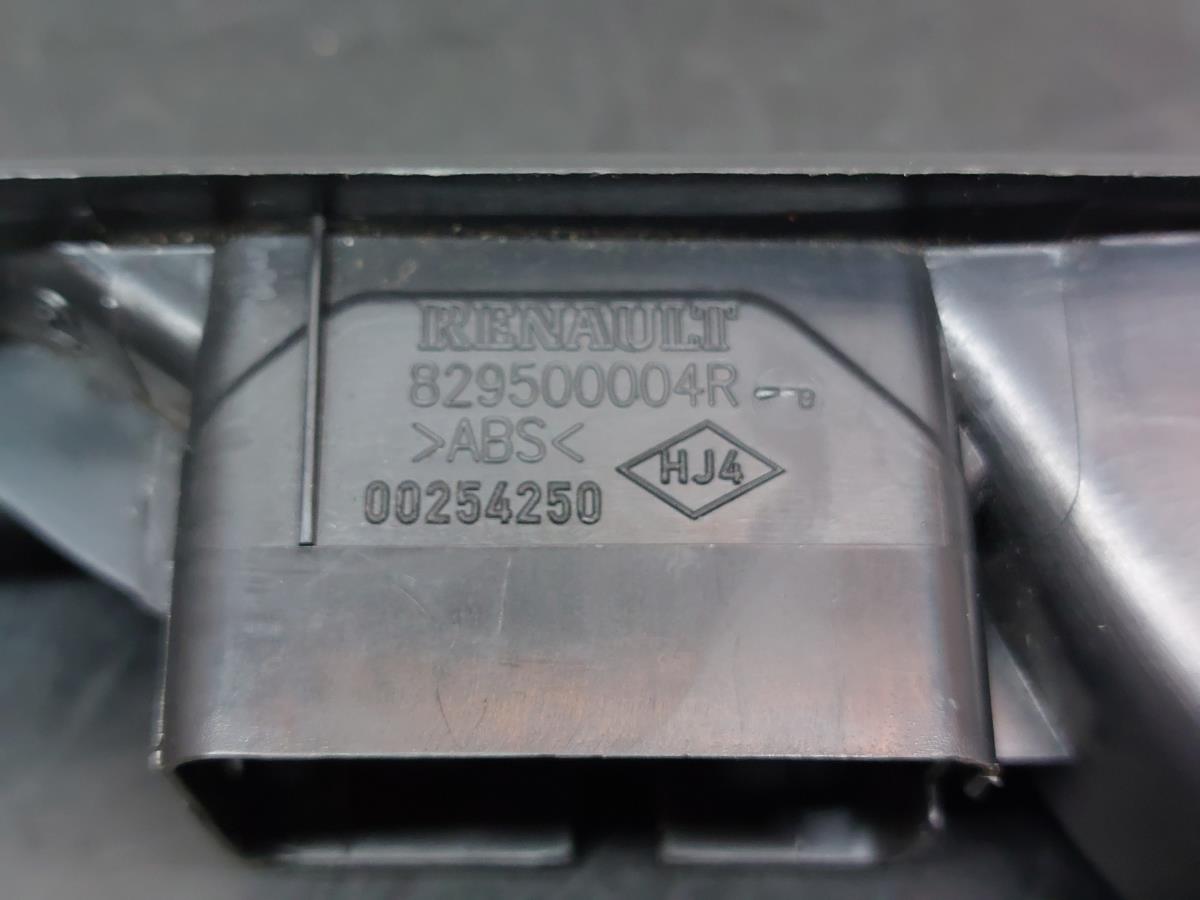 RENAULT
829500004R
>ABS<
HJ4
00254250